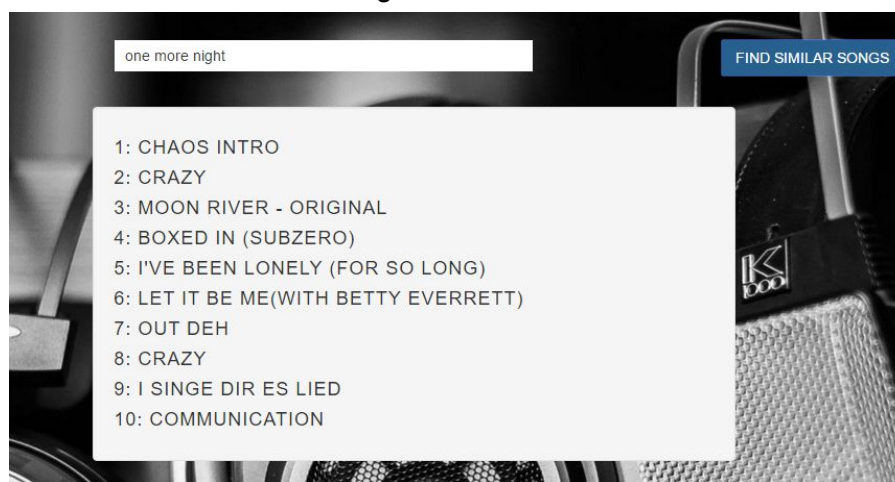 one more night
FIND SIMILAR SONGS
1: CHAOS INTRO
2: CRAZY
3: MOON RIVER - ORIGINAL
4: BOXED IN (SUBZERO)
5: I'VE BEEN LONELY (FOR SO LONG)
6: LET IT BE ME(WITH BETTY EVERRETT)
7: OUT DEH
8: CRAZY
9: I SINGE DIR ES LIED
10: COMMUNICATION
K
1000